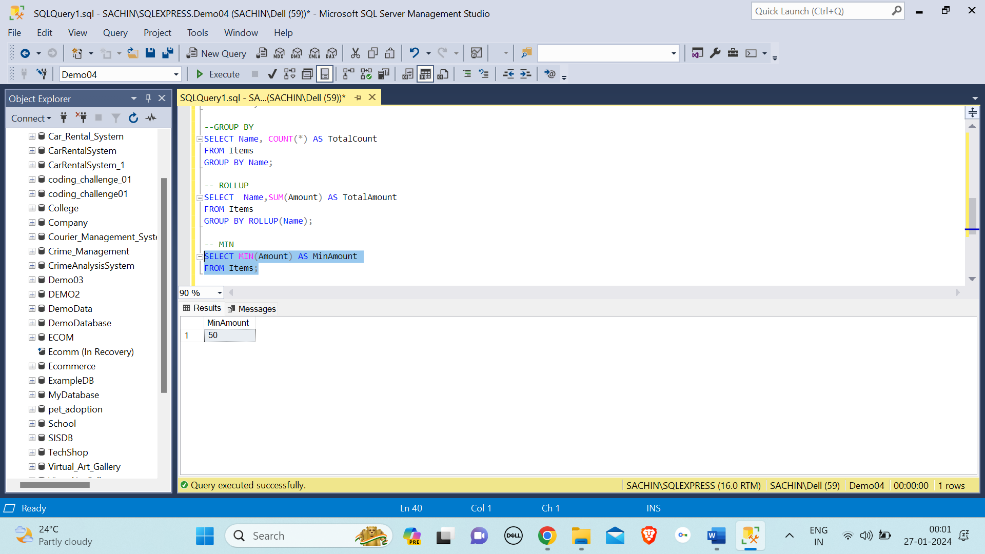 SQLQuery1.sql - SACHIN\SQLEXPRESS.Demo04 (SACHIN\Dell (59))* - Microsoft SQL Server Management Studio
Quick Launch (Ctrl+Q)
File Edit View Query Project Tools Window Help
New Query
Demo04
Execute
Object Explorer
SQLQuery1.sql - SA...(SACHIN\Dell (59))*
Connect
Car_Rental_System
CarRentalSystem
CarRentalSystem_1
coding_challenge_01
coding_challenge01
College
Company
Courier_Management_Syst
Crime_Management
CrimeAnalysisSystem
Demo03
DEMO2
DemoData
DemoDatabase
ECOM
Ecomm (In Recovery)
Ecommerce
ExampleDB
MyDatabase
pet_adoption
School
SISDB
TechShop
Virtual_Art_Gallery
--GROUP BY
SELECT Name, COUNT(*) AS TotalCount
FROM Items
GROUP BY Name;
-- ROLLUP
SELECT Name,SUM(Amount) AS TotalAmount
FROM Items
GROUP BY ROLLUP(Name);
-- MIN
SELECT MIN(Amount) AS MinAmount
FROM Items;
90 %
Results Messages
MinAmount
1 50
Query executed successfully. SACHIN\SQLEXPRESS (16.0 RTM) SACHIN\Dell (59) Demo04 00:00:00 1 rows
Ready Ln 40 Col 1 Ch 1 INS
24°C
Partly cloudy
Search
PRE
DELL
ENG
IN
00:01
27-01-2024